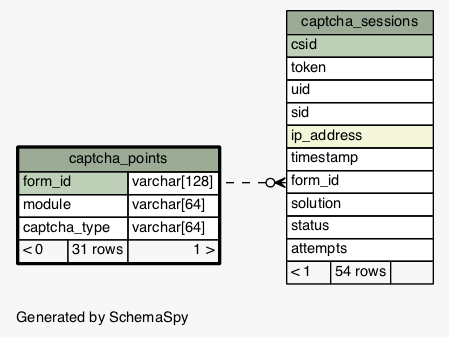 captcha_sessions
csid
token
uid
sid
ip_address
timestamp
form_id
solution
status
attempts
< 1 54 rows
captcha_points
form_id varchar[128]
module varchar[64]
captcha_type varchar[64]
< 0 31 rows 1 >
Generated by SchemaSpy